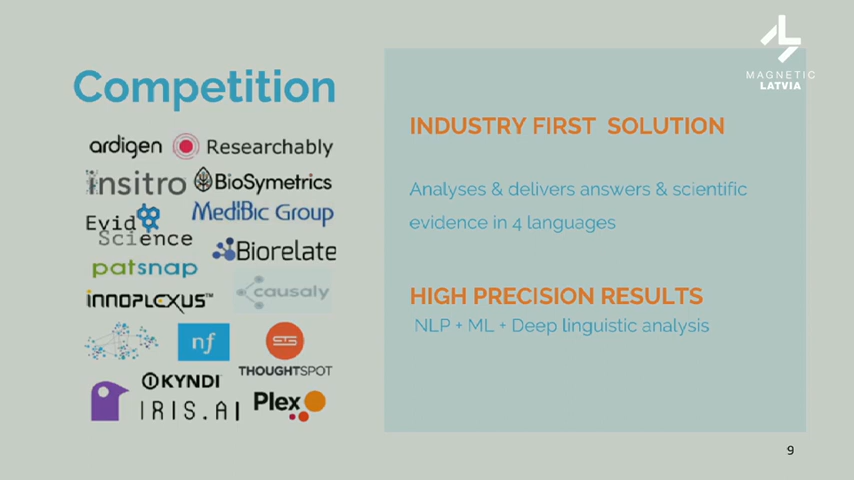 MAGNETIC
LATVIA
Competition
ardigen
Researchably
insitro
BioSymetrics
Evid
Science
MediBic Group
Biorelate
patsnap
innoplexus™
causaly
nf
THOUGHTSPOT
KYNDI
IRIS.AI
Plex
INDUSTRY FIRST SOLUTION
Analyses & delivers answers & scientific
evidence in 4 languages
HIGH PRECISION RESULTS
NLP + ML + Deep linguistic analysis
9